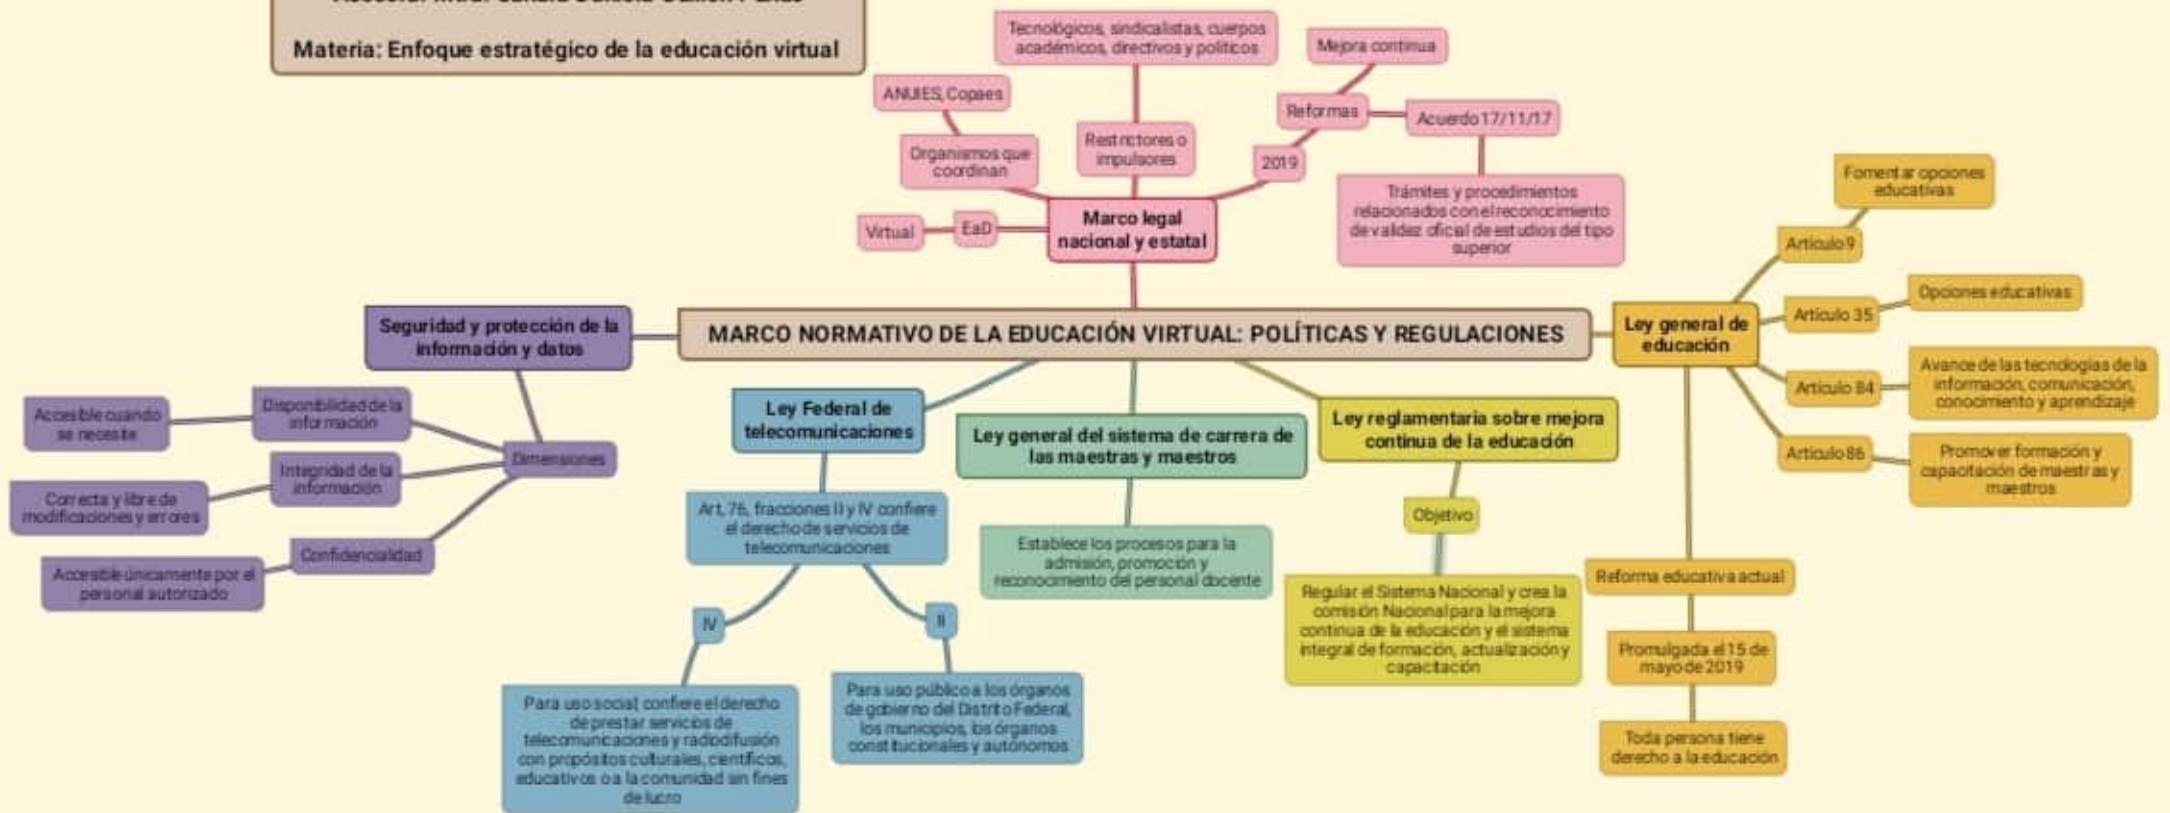 Materia: Enfoque estratégico de la educación virtual
Tecnológicos, sindicalistas, cuerpos
académicos, directivos y políticos
Mejora continua
ANUIES, Copaes
Reformas
Acuerdo 17/11/17
Organismos que
coordinan
Restrictores o
impulsores
2019
Trámites y procedimientos
relacionados con el reconocimiento
de validez oficial de estudios del tipo
superior
Virtual
EaD
Marco legal
nacional y estatal
Fomentar opciones
educativas
Artículo 9
Opciones educativas
Artículo 35
Ley general de
educación
Avance de las tecnologías de la
información, comunicación,
conocimiento y aprendizaje
Artículo 84
Artículo 86
Promover formación y
capacitación de maestras y
maestros
Reforma educativa actual
Promulgada el 15 de
mayo de 2019
Toda persona tiene
derecho a la educación
MARCO NORMATIVO DE LA EDUCACIÓN VIRTUAL: POLÍTICAS Y REGULACIONES
Seguridad y protección de la
información y datos
Dimensiones
Disponibilidad de la
información
Accesible cuando
se necesite
Integridad de la
información
Correcta y libre de
modificaciones y errores
Confidencialidad
Accesible únicamente por el
personal autorizado
Ley Federal de
telecomunicaciones
Art, 76, fracciones II y IV confiere
el derecho de servicios de
telecomunicaciones
IV
II
Para uso social, confiere el derecho
de prestar servicios de
telecomunicaciones y radiodifusión
con propósitos culturales, científicos,
educativos o a la comunidad sin fines
de lucro
Para uso público a los órganos
de gobierno del Distrito Federal,
los municipios, los órganos
constitucionales y autónomos
Ley general del sistema de carrera de
las maestras y maestros
Establece los procesos para la
admisión, promoción y
reconocimiento del personal docente
Ley reglamentaria sobre mejora
continua de la educación
Objetivo
Regular el Sistema Nacional y crea la
comisión Nacional para la mejora
continua de la educación y el sistema
integral de formación, actualización y
capacitación